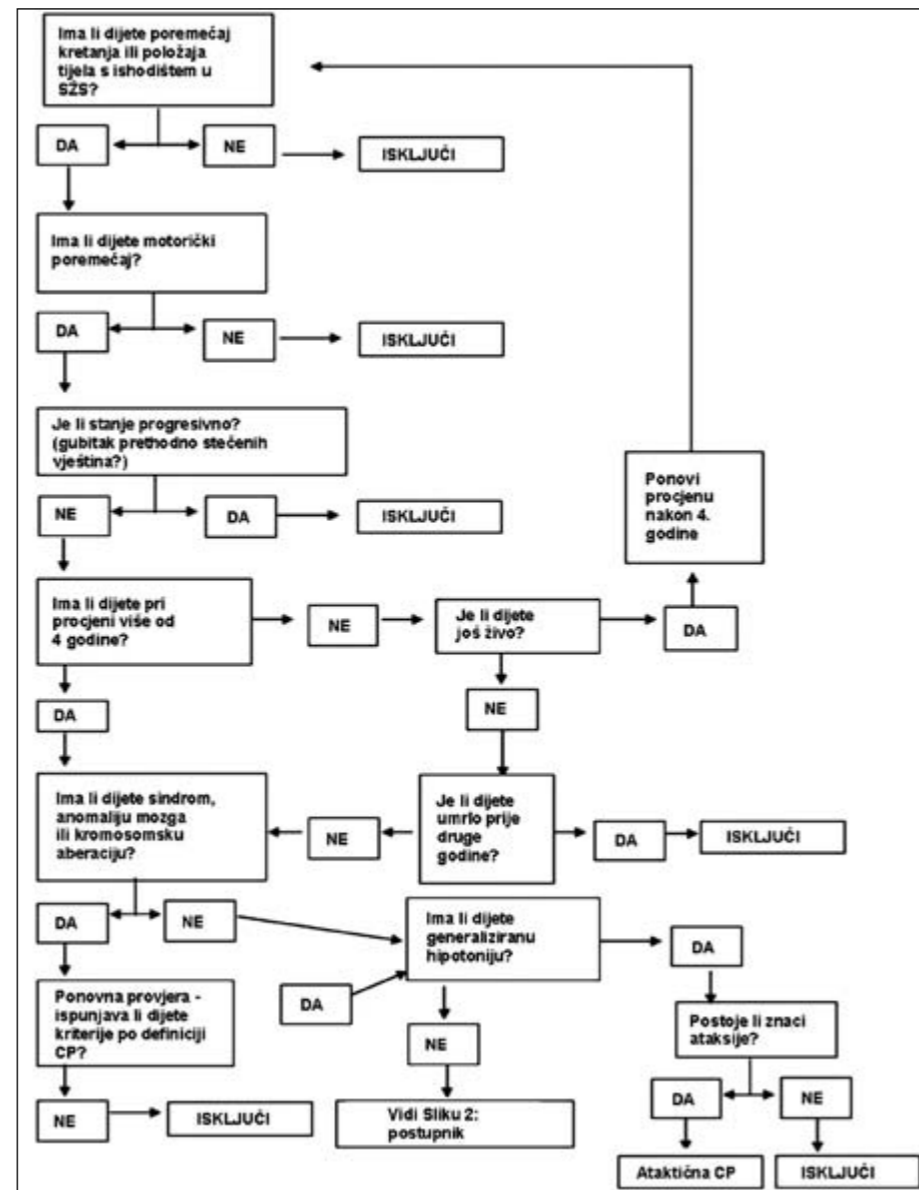 Ima li dijete poremećaj
kretanja ili položaja
tijela s ishodištem u
SŽS?
DA
NE
ISKLJUČI
Ima li dijete motorički
poremećaj?
DA
NE
ISKLJUČI
Je li stanje progresivno?
(gubitak prethodno stečenih
vještina?)
NE
DA
ISKLJUČI
Ponovi
procjenu
nakon 4.
godine
Ima li dijete pri
procjeni više od
4 godine?
NE
Je li dijete
još živo?
DA
DA
NE
Ima li dijete sindrom,
anomaliju mozga
ili kromosomsku
aberaciju?
NE
Je li dijete
umrlo prije
druge
godine?
DA
ISKLJUČI
DA
NE
Ima li dijete
generaliziranu
hipotoniju?
DA
Ponovna provjera -
ispunjava li dijete
kriterije po definiciji
CP?
DA
NE
Postoje li znaci
ataksije?
NE
ISKLJUČI
Vidi Sliku 2:
postupnik
DA
NE
Ataktična CP
ISKLJUČI